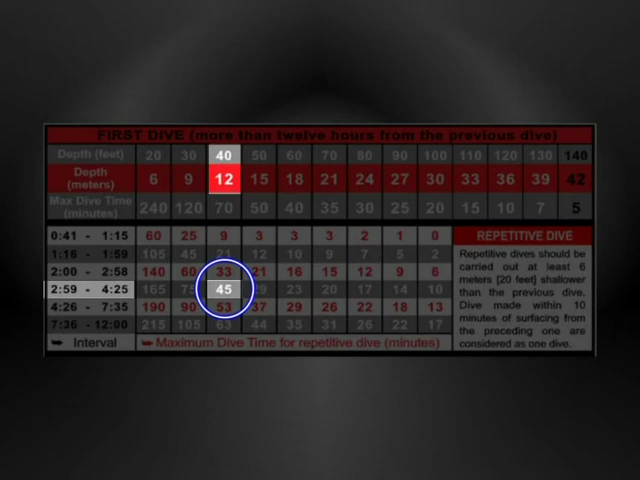 FIRST DIVE (more than twelve hours from the previous dive)
Depth (feet) 20 30 40 50 60 70 80 90 100 110 120 130 140
Depth (meters) 6 9 12 15 18 21 24 27 30 33 36 39 42
Max Dive Time (minutes) 240 120 70 50 40 35 30 25 20 15 10 7 5
0:41 - 1:15 60 25 9 3 3 3 2 1 0
1:16 - 1:59 105 45 21 12 10 9 7 5 2
2:00 - 2:58 140 60 33 21 16 15 12 9 6
2:59 - 4:25 165 75 45 29 23 20 17 14 10
4:26 - 7:35 190 90 53 37 29 26 22 18 13
7:36 - 12:00 215 105 63 44 35 31 26 22 17
Interval Maximum Dive Time for repetitive dive (minutes)
REPETITIVE DIVE
Repetitive dives should be
carried out at least 6
meters [20 feet] shallower
than the previous dive.
Dive made within 10
minutes of surfacing from
the preceding one are
considered as one dive.